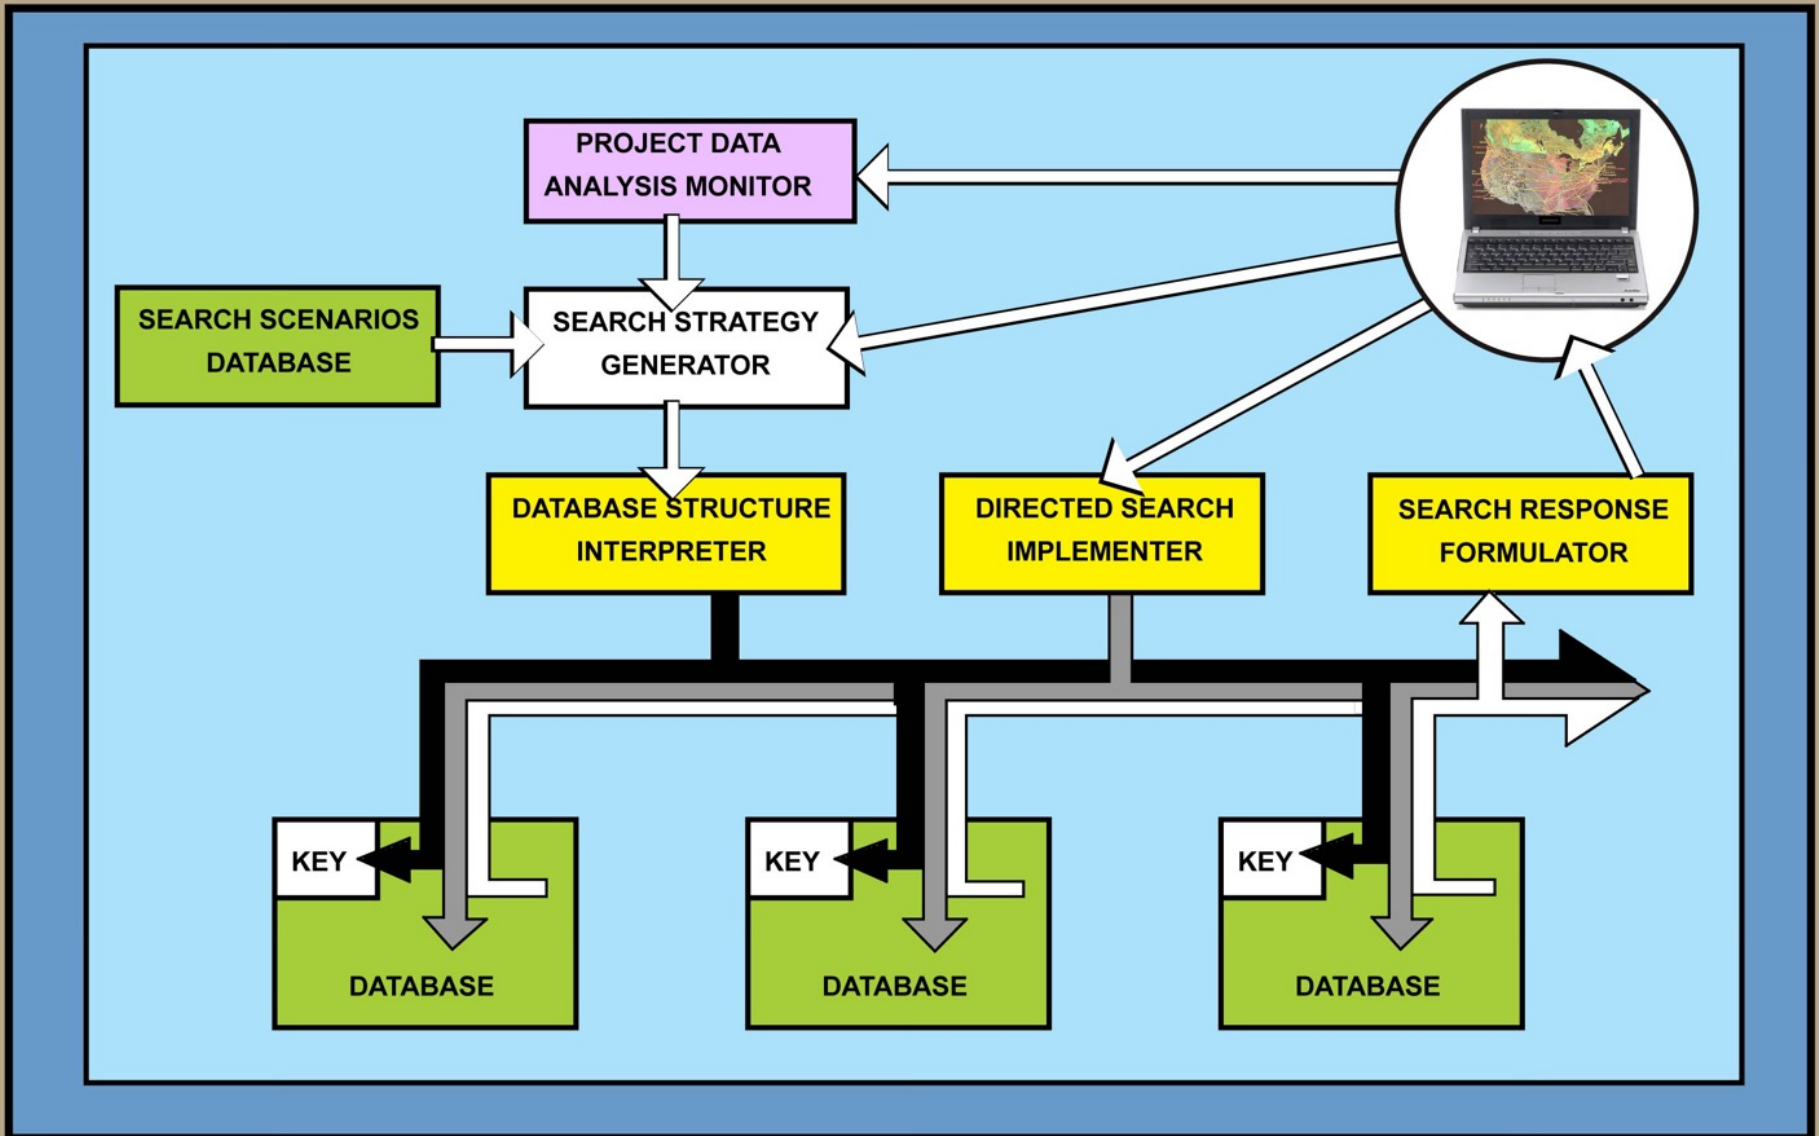 PROJECT DATA
ANALYSIS MONITOR
SEARCH SCENARIOS
DATABASE
SEARCH STRATEGY
GENERATOR
DATABASE STRUCTURE
INTERPRETER
DIRECTED SEARCH
IMPLEMENTER
SEARCH RESPONSE
FORMULATOR
KEY
DATABASE
KEY
DATABASE
KEY
DATABASE